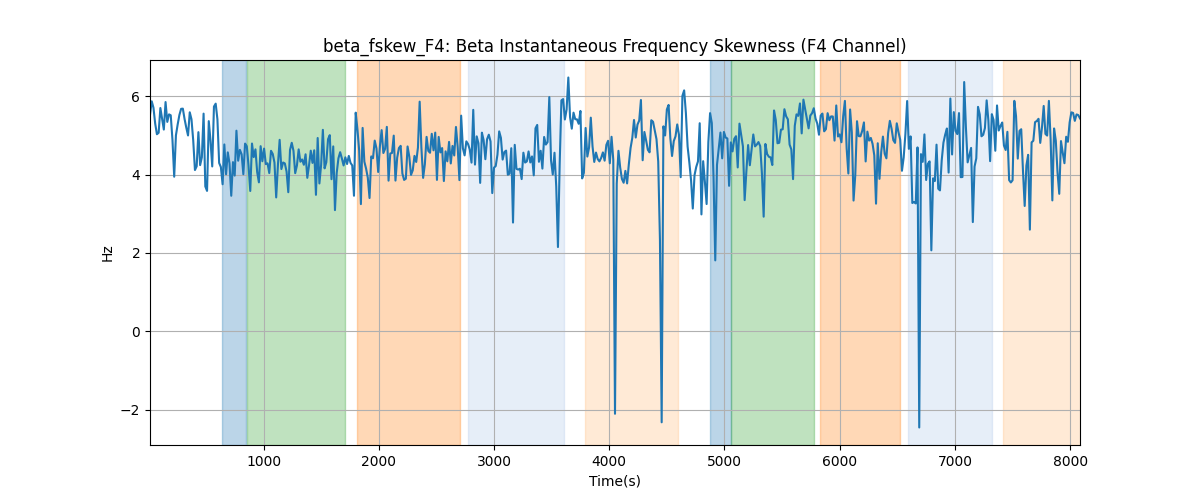 beta_fskew_F4: Beta Instantaneous Frequency Skewness (F4 Channel)
6
4
2
0
−2
Hz
1000 2000 3000 4000 5000 6000 7000 8000
Time(s)